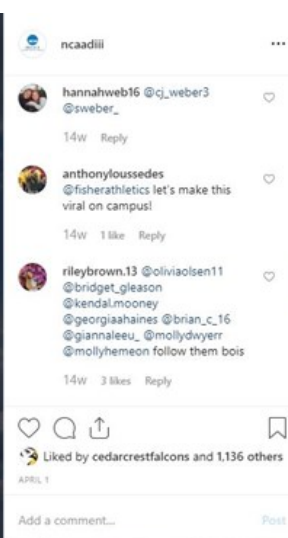 ncaadiii
hannahweb16 @cj_weber3
@sweber_
14w Reply
anthonyloussedes
@fisherathletics let's make this
viral on campus!
14w 1 like Reply
rileybrown.13 @oliviaolsen11
@bridget_gleason
@kendal.mooney
@georgiaahaines @brian_c_16
@giannaleeu_ @mollydwyerr
@mollyhemeon follow them bois
14w 3 likes Reply
Liked by cedarcrestfalcons and 1,136 others
APRIL 1
Add a comment... Post